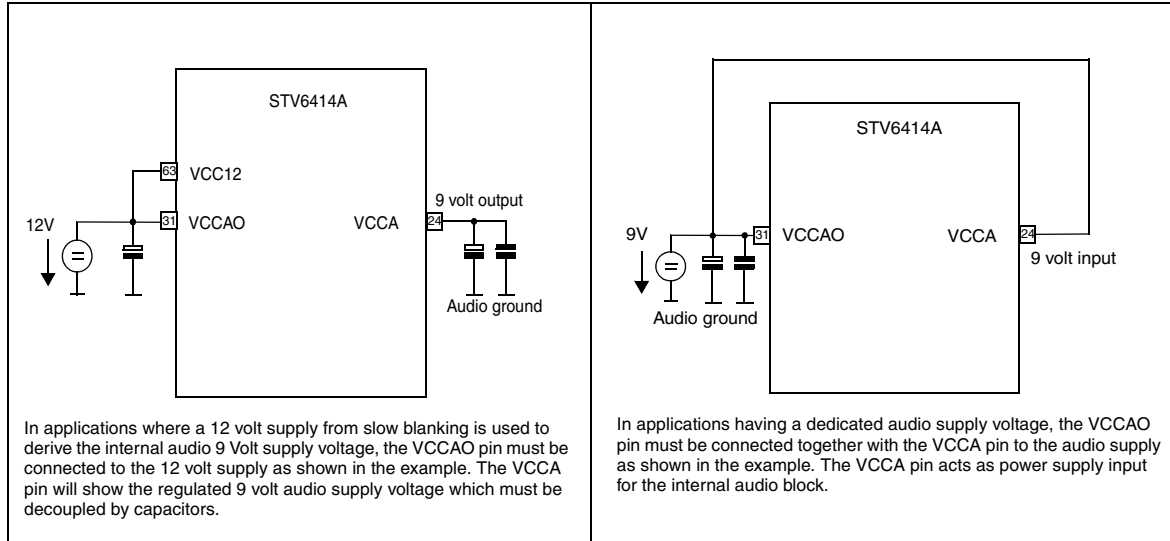 STV6414A
63
VCC12
12V
31
VCCAO
VCCA
24
9 volt output
Audio ground
In applications where a 12 volt supply from slow blanking is used to
derive the internal audio 9 Volt supply voltage, the VCCAO pin must be
connected to the 12 volt supply as shown in the example. The VCCA
pin will show the regulated 9 volt audio supply voltage which must be
decoupled by capacitors.
STV6414A
9V
31
VCCAO
VCCA
24
9 volt input
Audio ground
In applications having a dedicated audio supply voltage, the VCCAO
pin must be connected together with the VCCA pin to the audio supply
as shown in the example. The VCCA pin acts as power supply input
for the internal audio block.